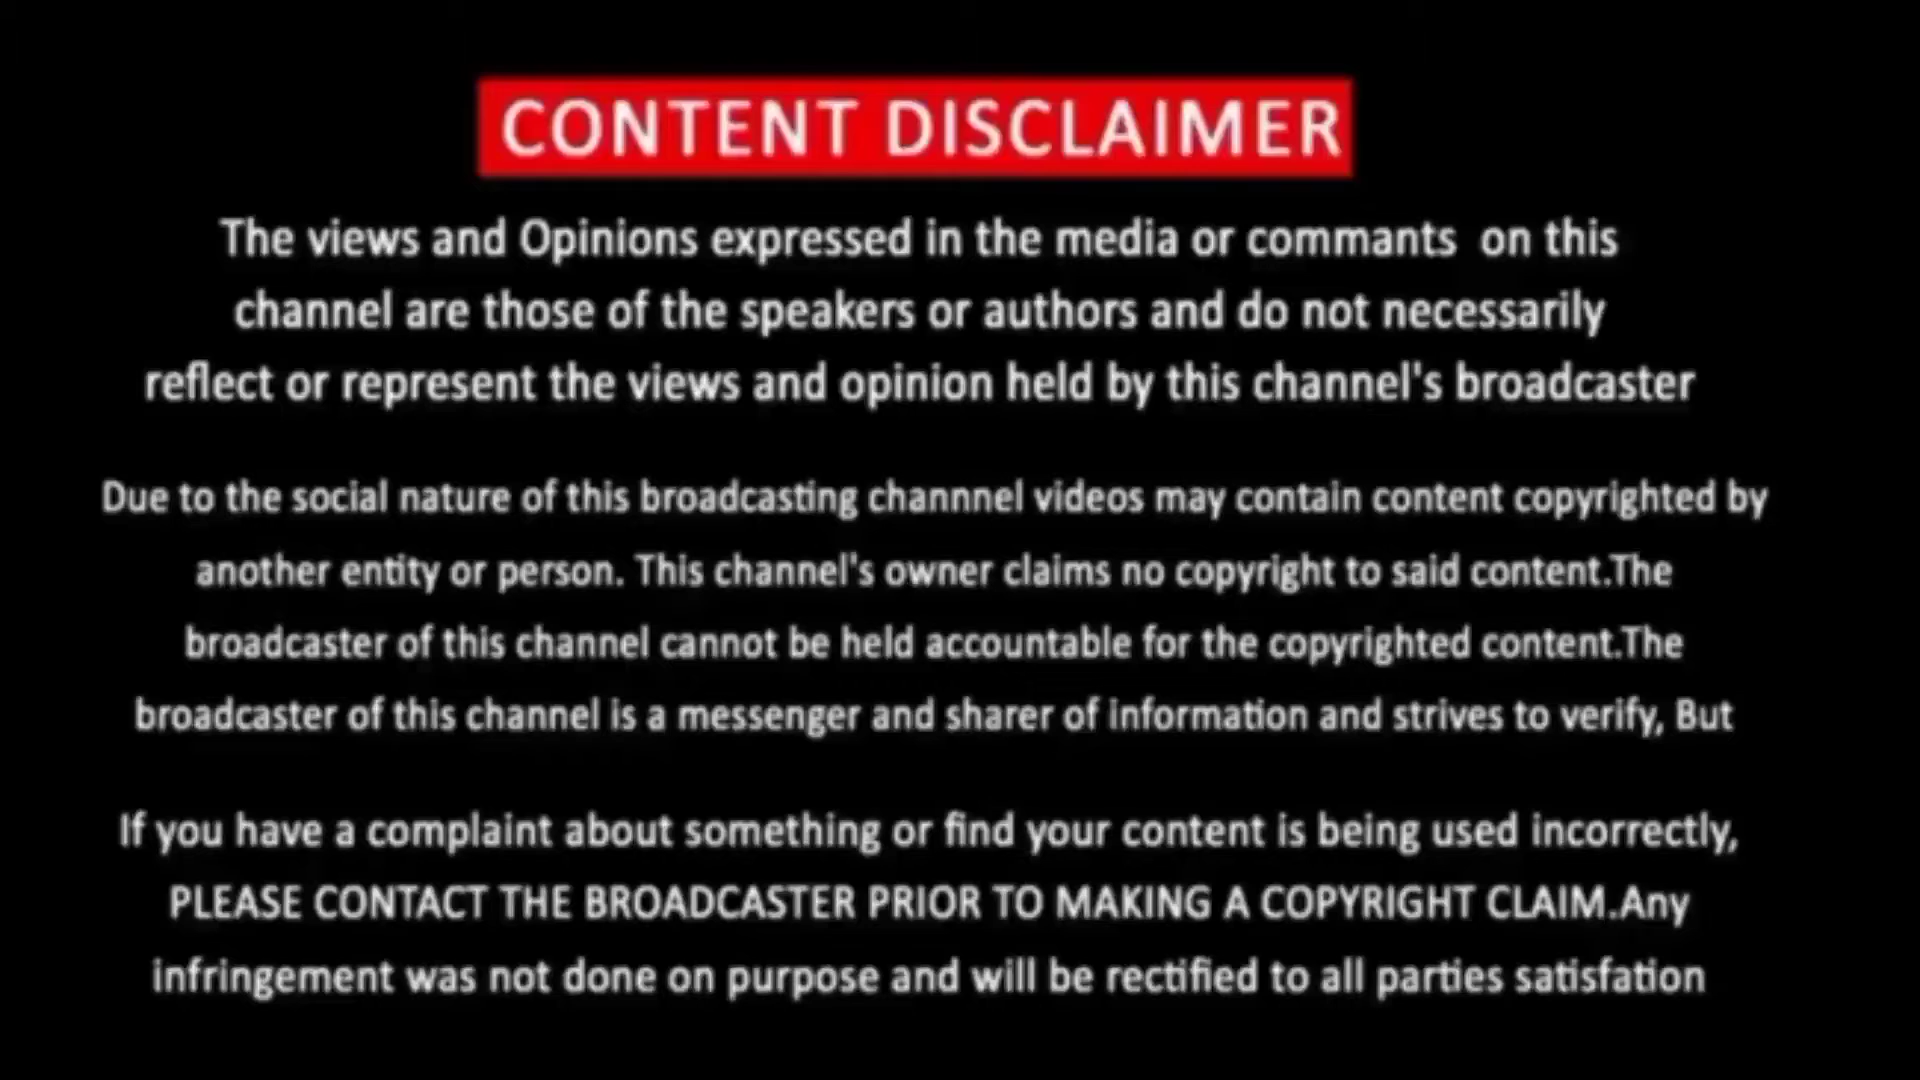 CONTENT DISCLAIMER
The views and Opinions expressed in the media or commants on this
channel are those of the speakers or authors and do not necessarily
reflect or represent the views and opinion held by this channel's broadcaster
Due to the social nature of this broadcasting channnel videos may contain content copyrighted by
another entity or person. This channel's owner claims no copyright to said content.The
broadcaster of this channel cannot be held accountable for the copyrighted content.The
broadcaster of this channel is a messenger and sharer of information and strives to verify, But
If you have a complaint about something or find your content is being used incorrectly,
PLEASE CONTACT THE BROADCASTER PRIOR TO MAKING A COPYRIGHT CLAIM.Any
infringement was not done on purpose and will be rectified to all parties satisfation